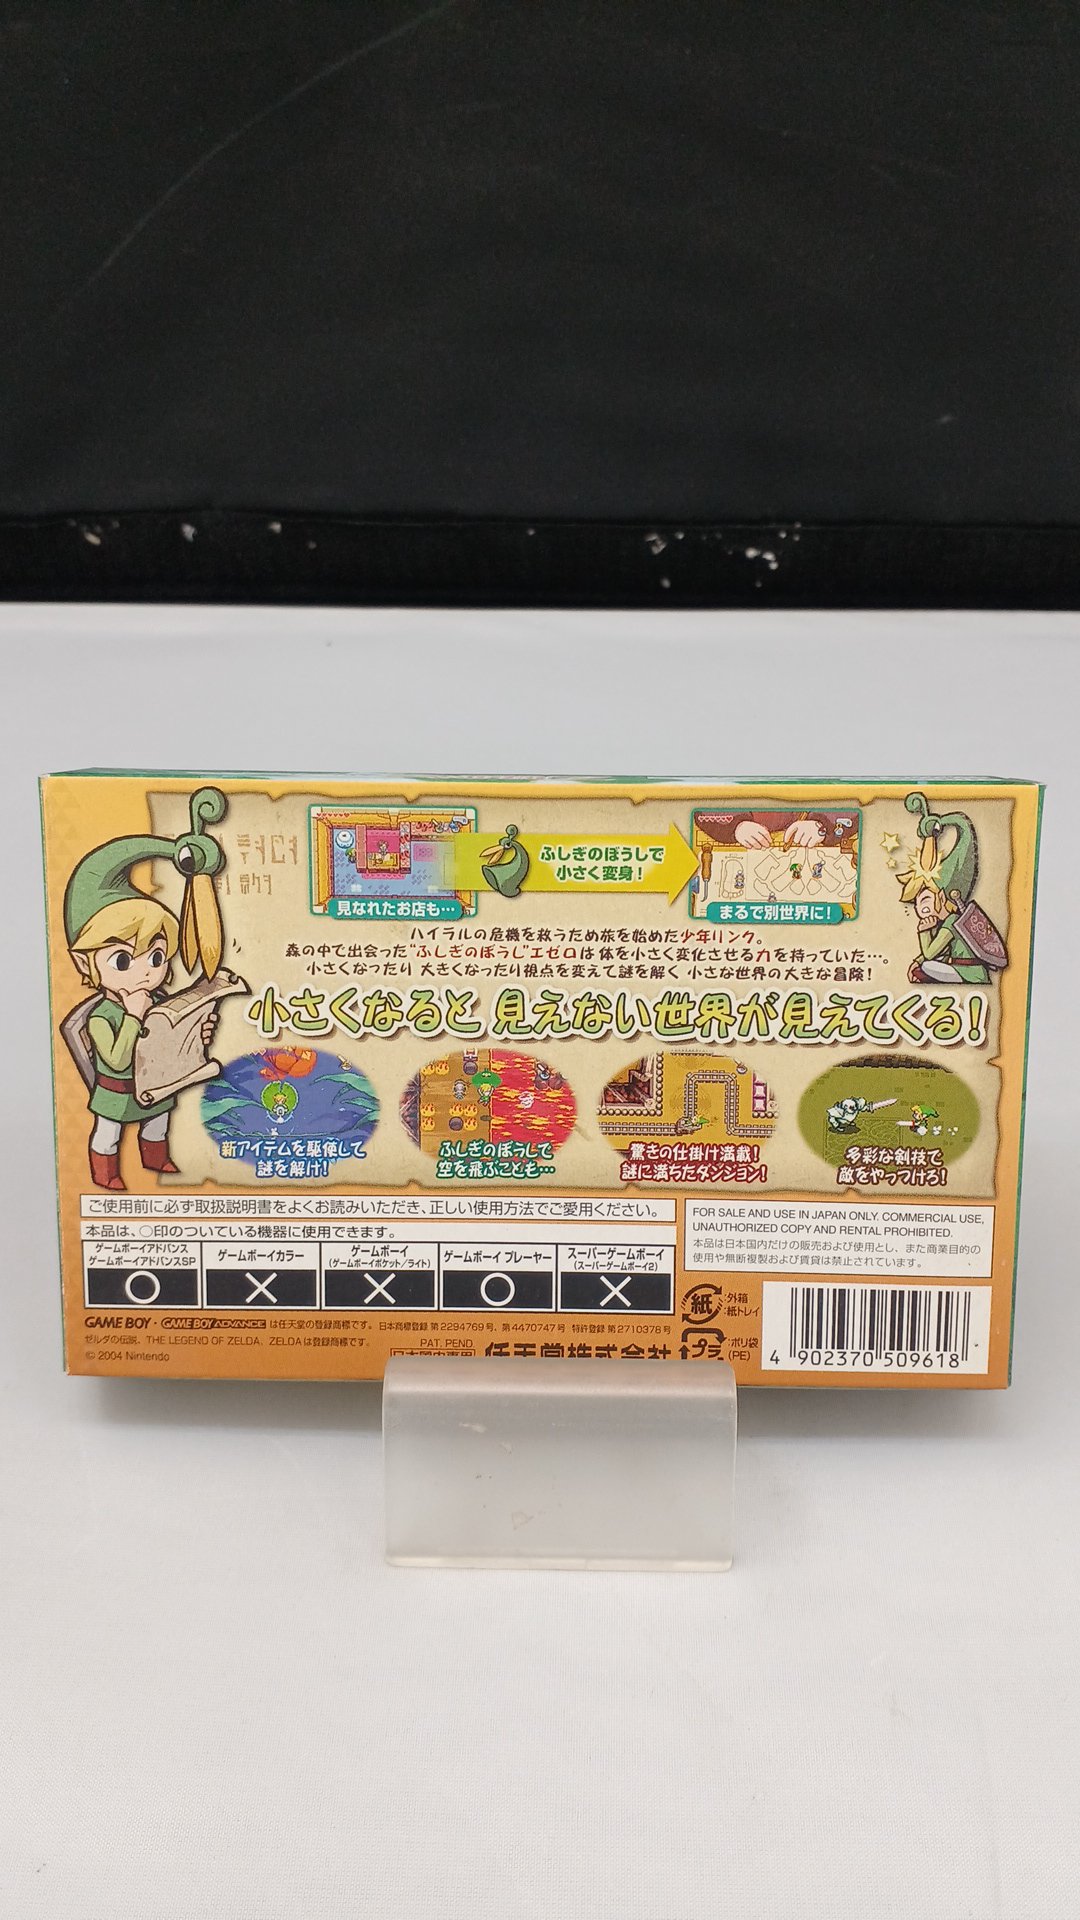 ふしぎのぼうしで
小さく変身！
見なれたお店も…
まるで別世界に！
ハイラルの危機を救うため旅を始めた少年リンク。
森の中で出会った“ふしぎのぼうし”エゼロは 体を小さく変化させる力を持っていた…。
小さくなったり 大きくなったり視点を変えて謎を解く 小さな世界の大きな冒険！
小さくなると 見えない世界が見えてくる！
新アイテムを駆使して
謎を解け！
ふしぎのぼうしで
空を飛ぶことも…
驚きの仕掛け満載！
謎に満ちたダンジョン！
多彩な剣技で
敵をやっつけろ！
ご使用前に必ず取扱説明書をよくお読みいただき、正しい使用方法でご愛用ください。
本品は、○印のついている機器に使用できます。
ゲームボーイアドバンス
ゲームボーイアドバンスSP
○
ゲームボーイカラー
×
ゲームボーイ
(ゲームボーイポケット/ライト)
×
ゲームボーイ プレーヤー
○
スーパーゲームボーイ
(スーパーゲームボーイ2)
×
FOR SALE AND USE IN JAPAN ONLY. COMMERCIAL USE,
UNAUTHORIZED COPY AND RENTAL PROHIBITED.
本品は日本国内だけの販売および使用とし、また商業目的の
使用や無断複製および賃貸は禁止されています。
GAME BOY・GAME BOY ADVANCE は任天堂の登録商標です。 日本商標登録 第2294769号、第4470747号 特許登録 第2710378号
ゼルダの伝説、THE LEGEND OF ZELDA、ZELDAは登録商標です。
PAT. PEND.
© 2004 Nintendo
日本国内専用
任天堂株式会社
紙
:外箱
:紙トレイ
プラ
:ポリ袋
(PE)
4 902370 509618